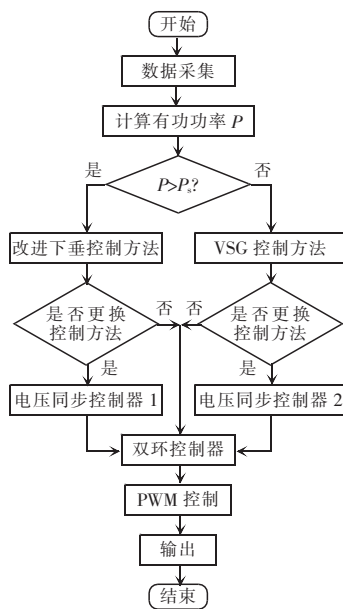 开始
数据采集
计算有功功率 P
是
否
P>Ps?
改进下垂控制方法
VSG 控制方法
是否更换
控制方法
否
否
是否更换
控制方法
是
是
电压同步控制器 1
电压同步控制器 2
双环控制器
PWM 控制
输出
结束